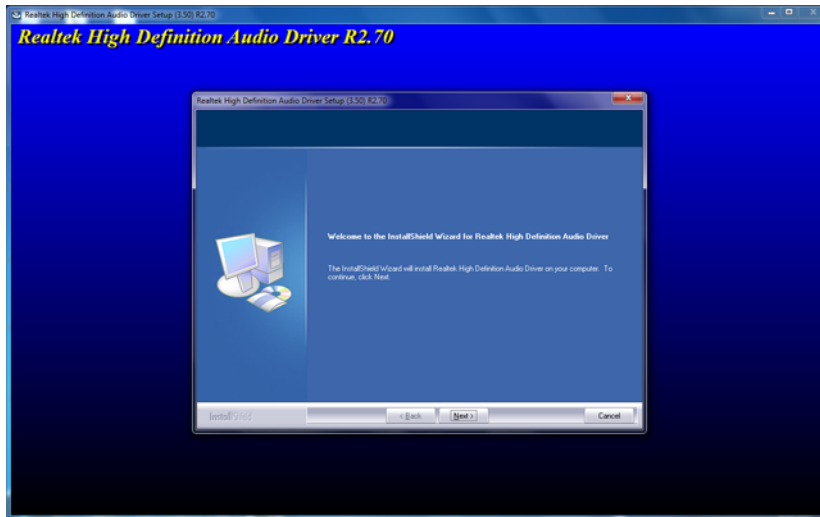 Realtek High Definition Audio Driver Setup (3.50) R2.70
Realtek High Definition Audio Driver R2.70
Realtek High Definition Audio Driver Setup (3.50) R2.70
Welcome to the InstallShield Wizard for Realtek High Definition Audio Driver
The InstallShield Wizard will install Realtek High Definition Audio Driver on your computer. To
continue, click Next.
InstallShield
< Back
Next >
Cancel